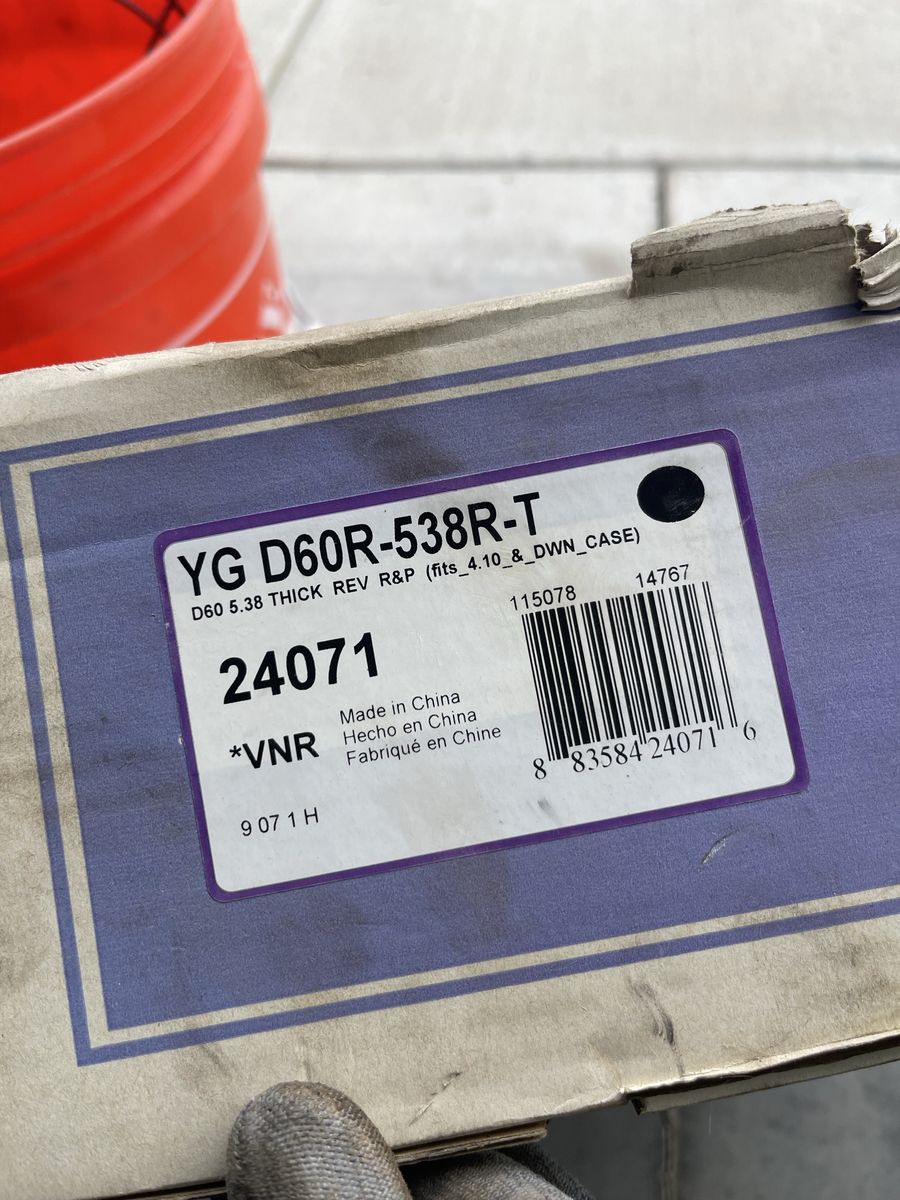 YG D60R-538R-T
D60 5.38 THICK REV R&P (fits_4.10_&_DWN_CASE)
115078 14767
24071
*VNR
Made in China
Hecho en China
Fabriqué en Chine
8 83584 24071 6
9 07 1 H